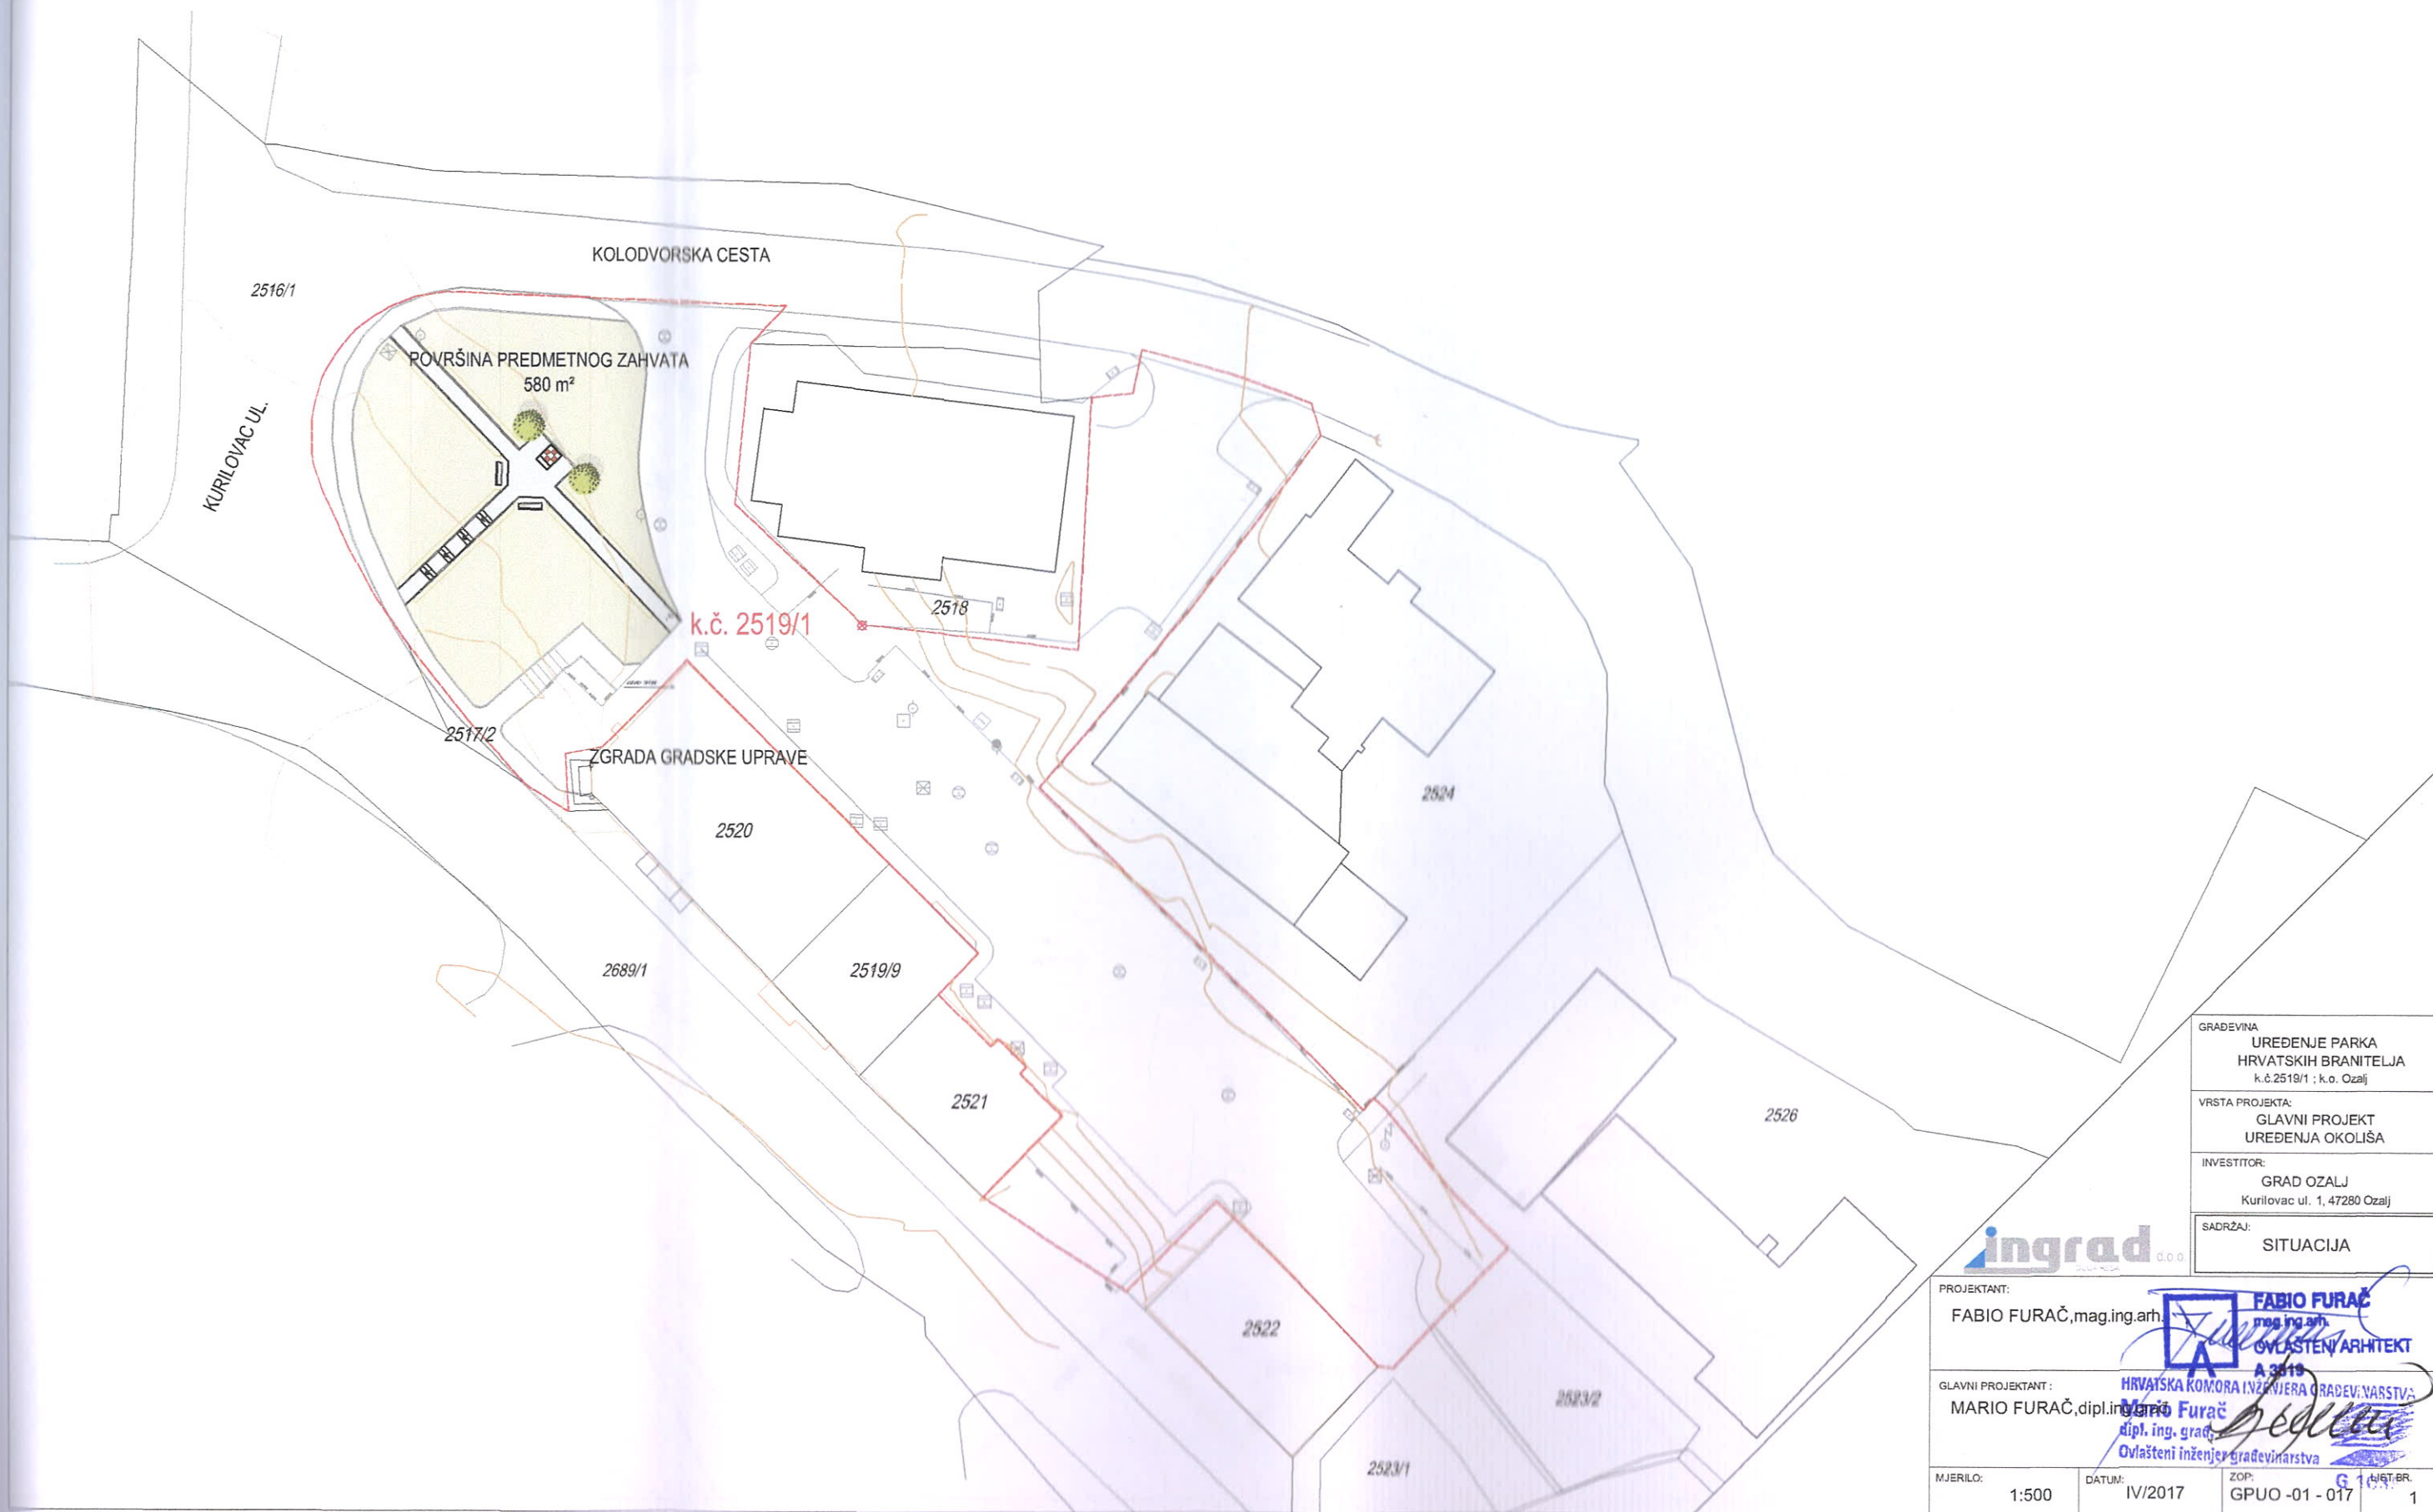 KOLODVORSKA CESTA
2516/1
POVRŠINA PREDMETNOG ZAHVATA
580 m²
KURILOVAC UL.
k.č. 2519/1
2518
2517/2
ZGRADA GRADSKE UPRAVE
2520
2524
2689/1
2519/9
2521
2526
2522
2523/2
2523/1
GRAĐEVINA
UREĐENJE PARKA
HRVATSKIH BRANITELJA
k.č.2519/1 ; k.o. Ozalj
VRSTA PROJEKTA:
GLAVNI PROJEKT
UREĐENJA OKOLIŠA
INVESTITOR:
GRAD OZALJ
Kurilovac ul. 1, 47280 Ozalj
SADRŽAJ:
SITUACIJA
ingrad d.o.o.
PROJEKTANT:
FABIO FURAČ,mag.ing.arh.
FABIO FURAČ
mag.ing.arh.
OVLAŠTENI ARHITEKT
A
GLAVNI PROJEKTANT :
MARIO FURAČ,dipl.ing.građ.
HRVATSKA KOMORA INŽENJERA GRAĐEVINARSTVA
Mario Furač
dipl. ing. građ.
Ovlašteni inženjer građevinarstva
MJERILO:
1:500
DATUM:
IV/2017
ZOP:
GPUO -01 - 017
LIST BR.
1